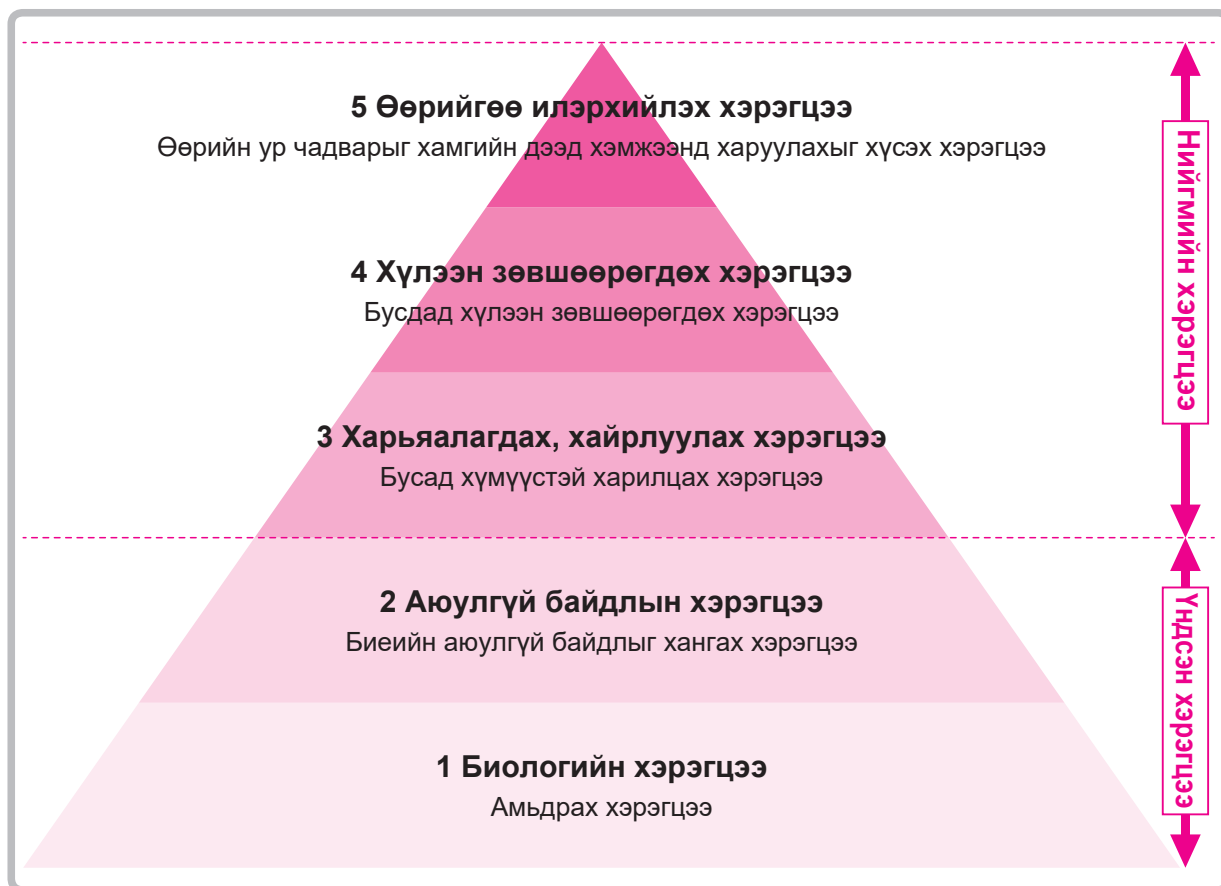 5 Өөрийгөө илэрхийлэх хэрэгцээ
Өөрийн ур чадварыг хамгийн дээд хэмжээнд харуулахыг хүсэх хэрэгцээ
4 Хүлээн зөвшөөрөгдөх хэрэгцээ
Бусдад хүлээн зөвшөөрөгдөх хэрэгцээ
3 Харьяалагдах, хайрлуулах хэрэгцээ
Бусад хүмүүстэй харилцах хэрэгцээ
Нийгмийн хэрэгцээ
2 Аюулгүй байдлын хэрэгцээ
Биеийн аюулгүй байдлыг хангах хэрэгцээ
1 Биологийн хэрэгцээ
Амьдрах хэрэгцээ
Үндсэн хэрэгцээ